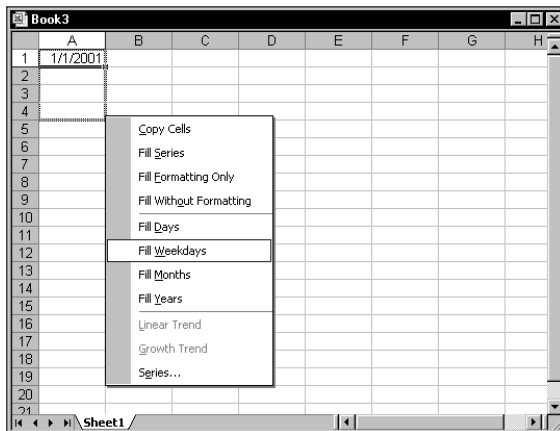 Book3
A B C D E F G H
1 1/1/2001
2
3
4
5
6
7
8
9
10
11
12
13
14
15
16
17
18
19
20
21
Copy Cells
Fill Series
Fill Formatting Only
Fill Without Formatting
Fill Days
Fill Weekdays
Fill Months
Fill Years
Linear Trend
Growth Trend
Series...
Sheet1